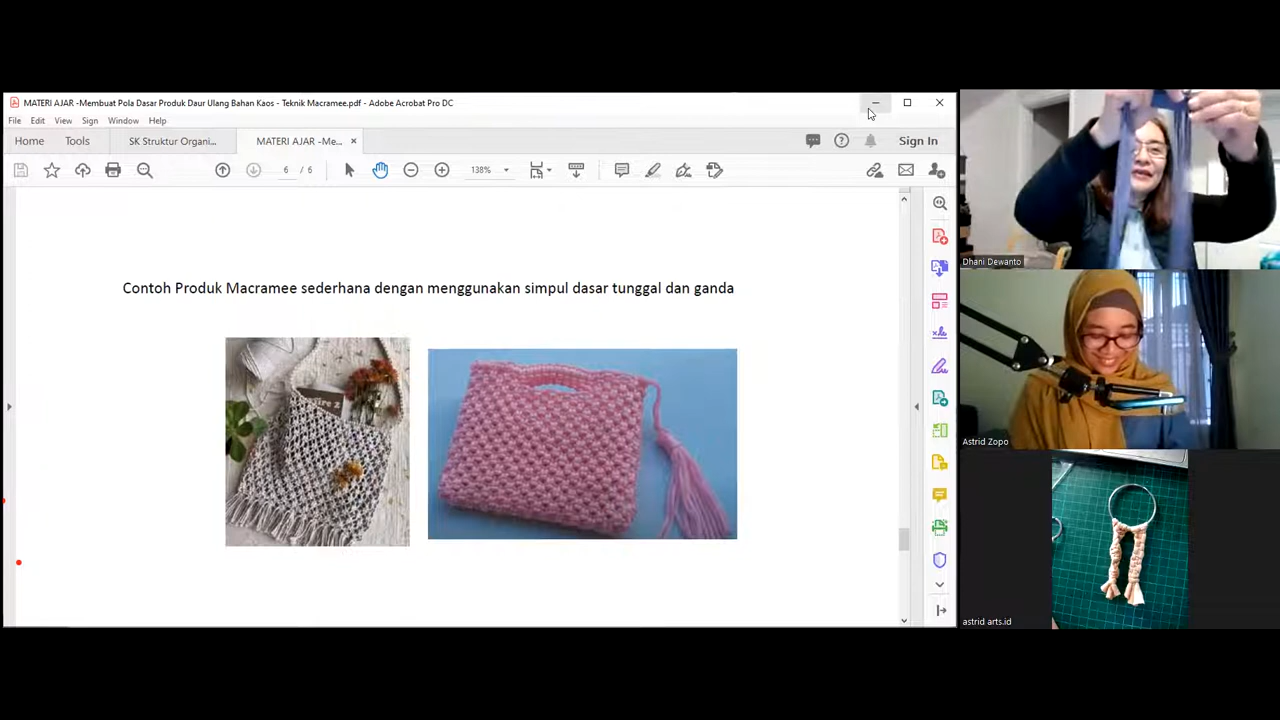 MATERI AJAR -Membuat Pola Dasar Produk Daur Ulang Bahan Kaos - Teknik Macramee.pdf - Adobe Acrobat Pro DC
File Edit View Sign Window Help
Home Tools SK Struktur Organi... MATERI AJAR -Me... × Sign In
6 / 6 138%
Contoh Produk Macramee sederhana dengan menggunakan simpul dasar tunggal dan ganda
Dhani Dewanto
Astrid Zopo
astrid arts.id